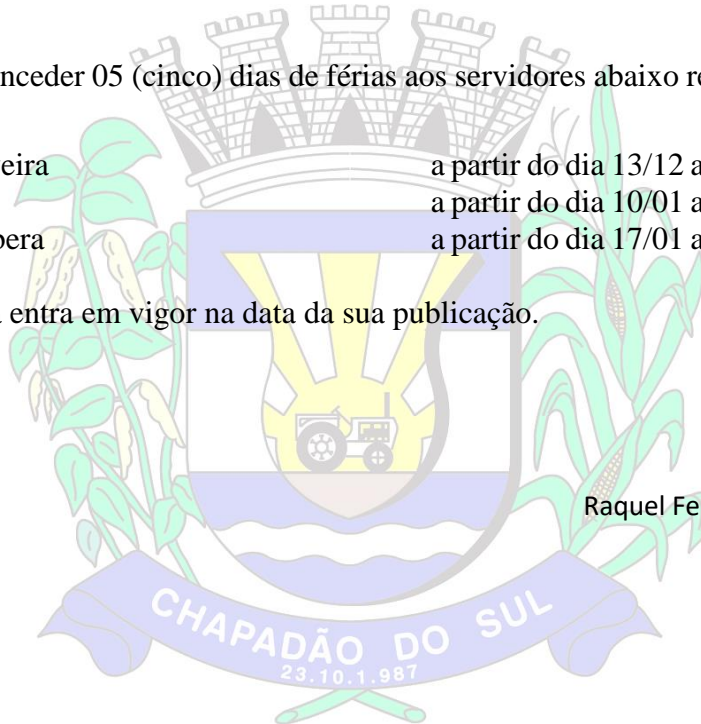 nceder 05 (cinco) dias de férias aos servidores abaixo re
eira a partir do dia 13/12 a
a partir do dia 10/01 a
pera a partir do dia 17/01 a
a entra em vigor na data da sua publicação.
Raquel Fe
CHAPADÃO DO SUL
23.10.1.987